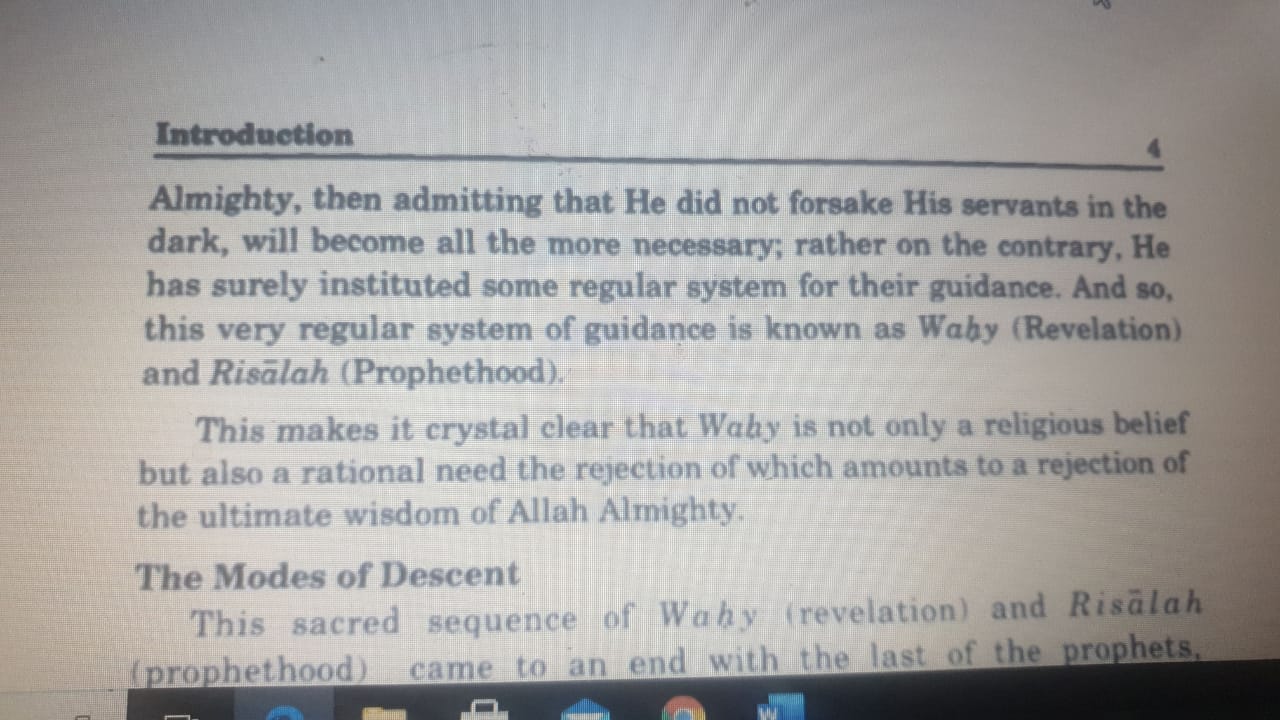 Introduction
4
Almighty, then admitting that He did not forsake His servants in the
dark, will become all the more necessary; rather on the contrary, He
has surely instituted some regular system for their guidance. And so,
this very regular system of guidance is known as Waḥy (Revelation)
and Risālah (Prophethood).
This makes it crystal clear that Waḥy is not only a religious belief
but also a rational need the rejection of which amounts to a rejection of
the ultimate wisdom of Allah Almighty.
The Modes of Descent
This sacred sequence of Waḥy (revelation) and Risālah
(prophethood) came to an end with the last of the prophets,
W